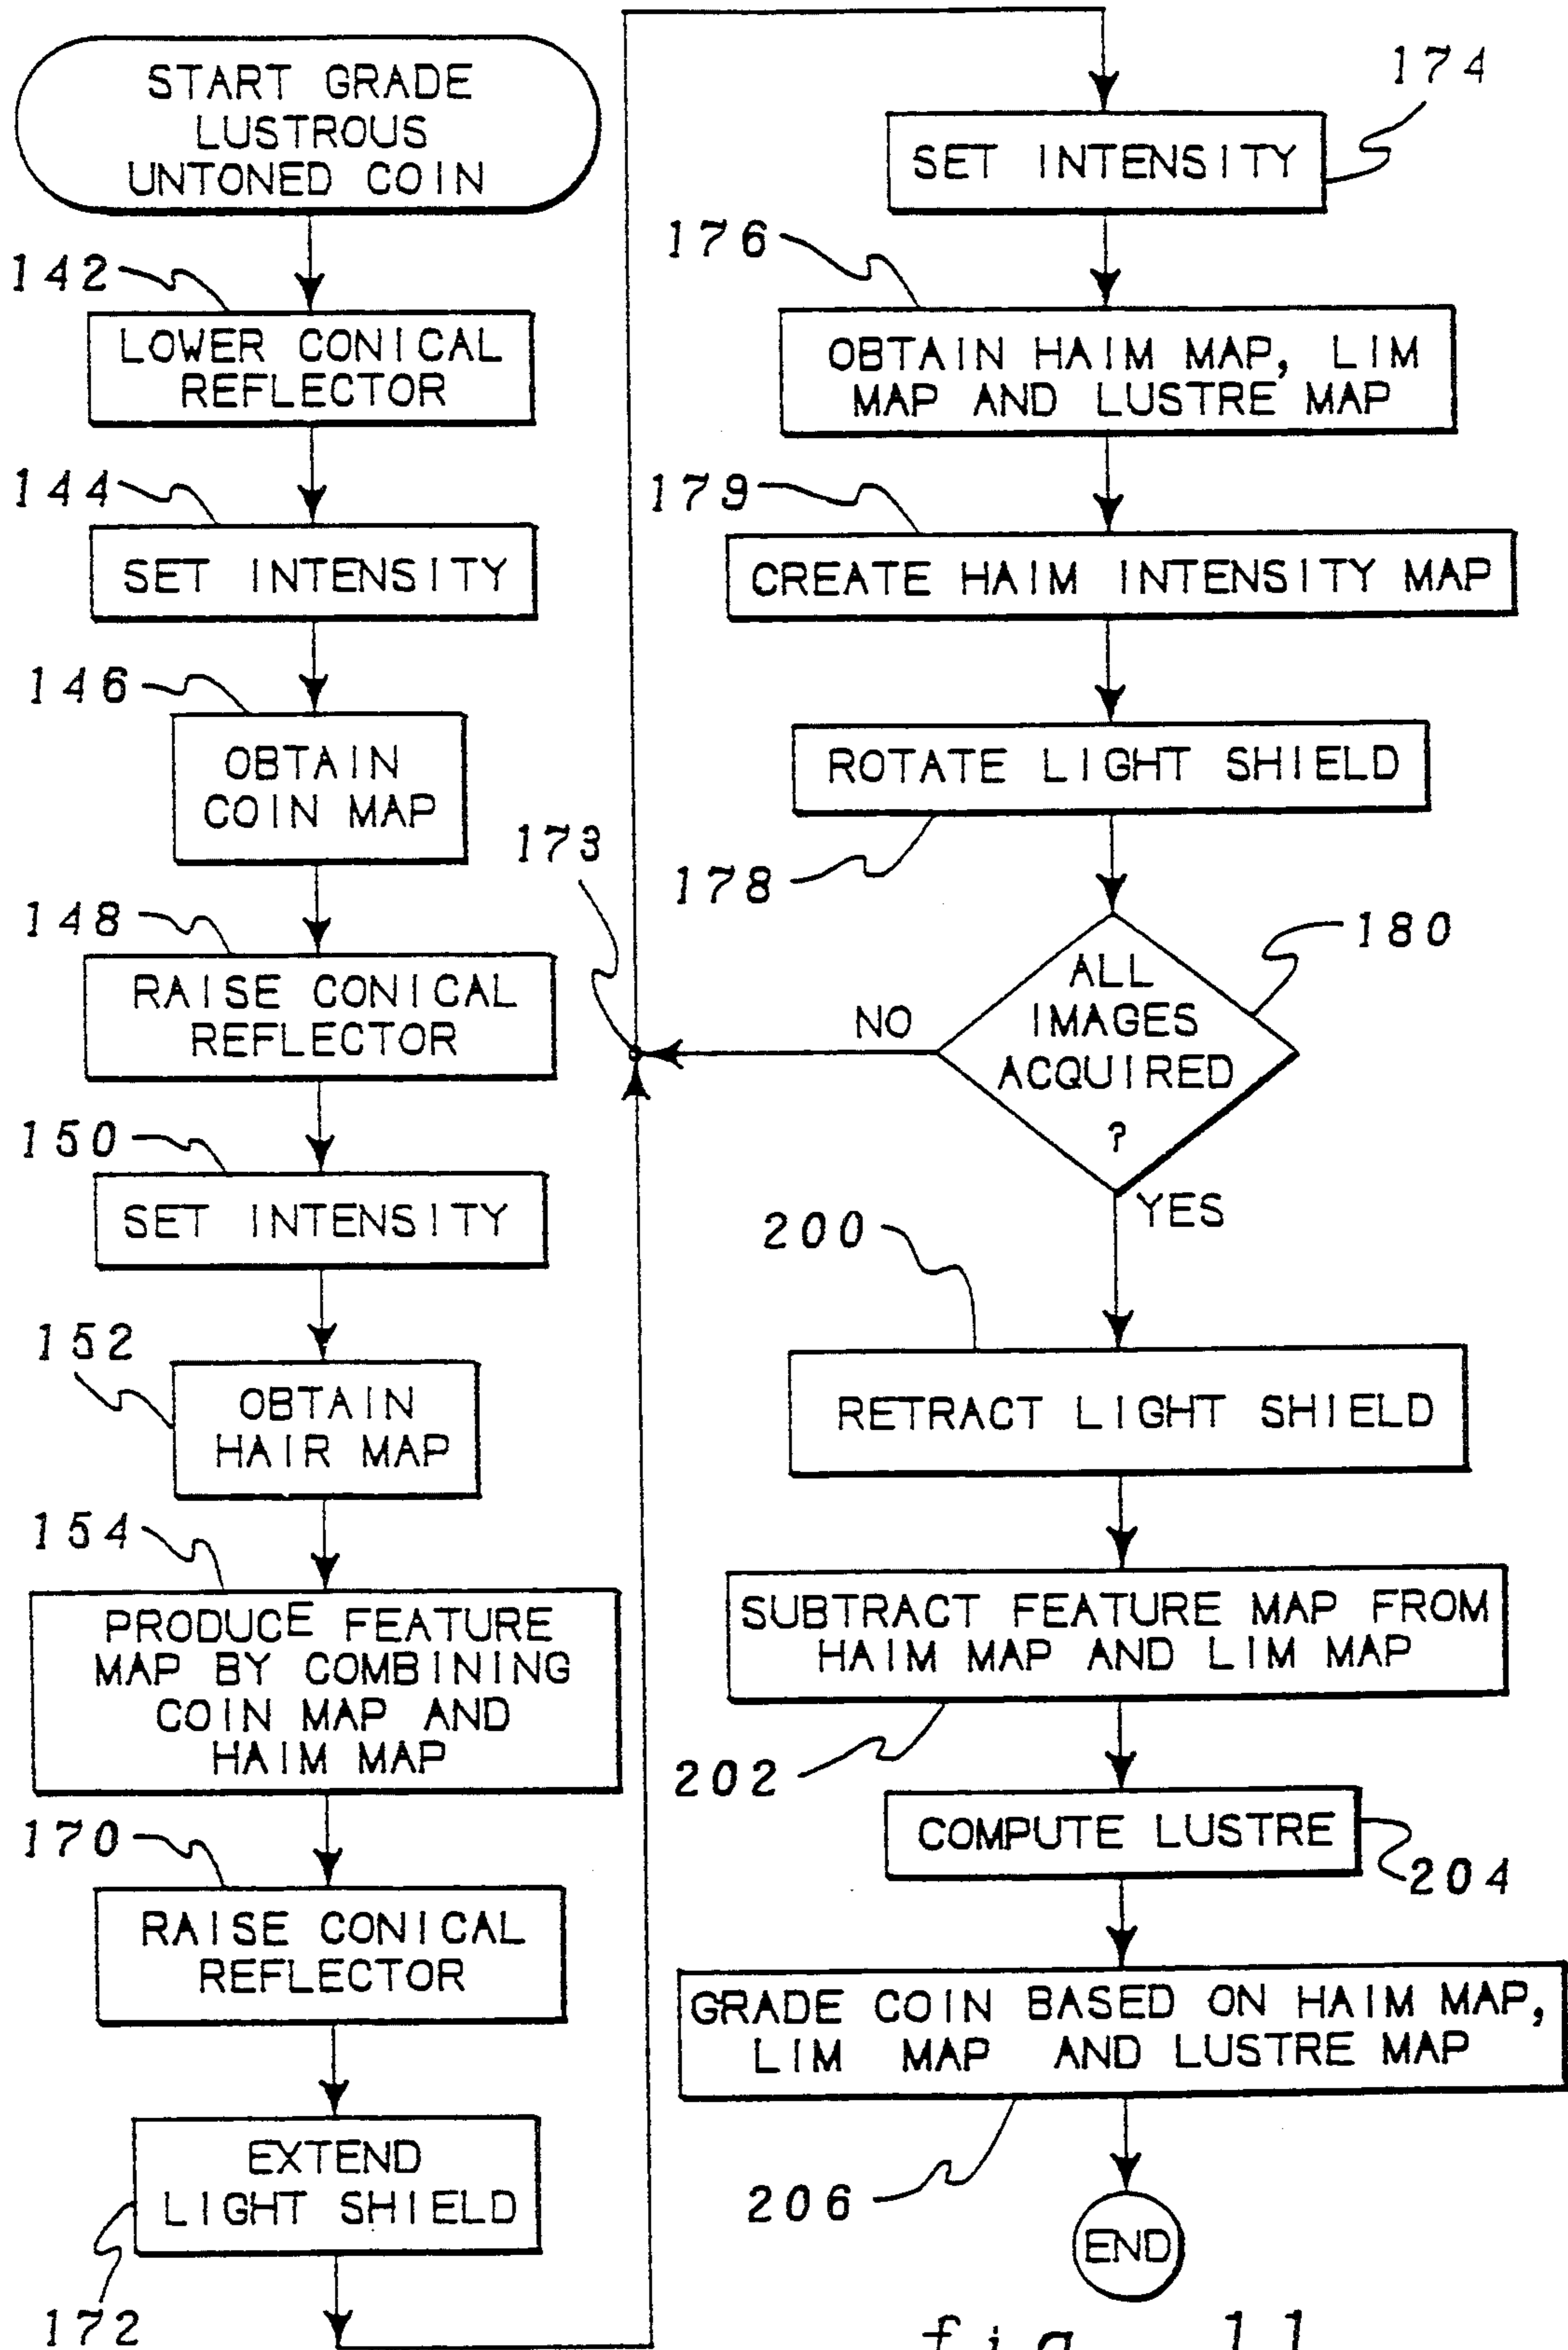 START GRADE
LUSTROUS
UNTONED COIN
142
LOWER CONICAL
REFLECTOR
144
SET INTENSITY
146
OBTAIN
COIN MAP
148
RAISE CONICAL
REFLECTOR
150
SET INTENSITY
152
OBTAIN
HAIR MAP
154
PRODUCE FEATURE
MAP BY COMBINING
COIN MAP AND
HAIM MAP
170
RAISE CONICAL
REFLECTOR
EXTEND
LIGHT SHIELD
172
173
174
SET INTENSITY
176
OBTAIN HAIM MAP, LIM
MAP AND LUSTRE MAP
179
CREATE HAIM INTENSITY MAP
ROTATE LIGHT SHIELD
178
180
ALL
IMAGES
ACQUIRED
?
NO
YES
200
RETRACT LIGHT SHIELD
SUBTRACT FEATURE MAP FROM
HAIM MAP AND LIM MAP
202
COMPUTE LUSTRE
204
GRADE COIN BASED ON HAIM MAP,
LIM MAP AND LUSTRE MAP
206
END
fig. 11